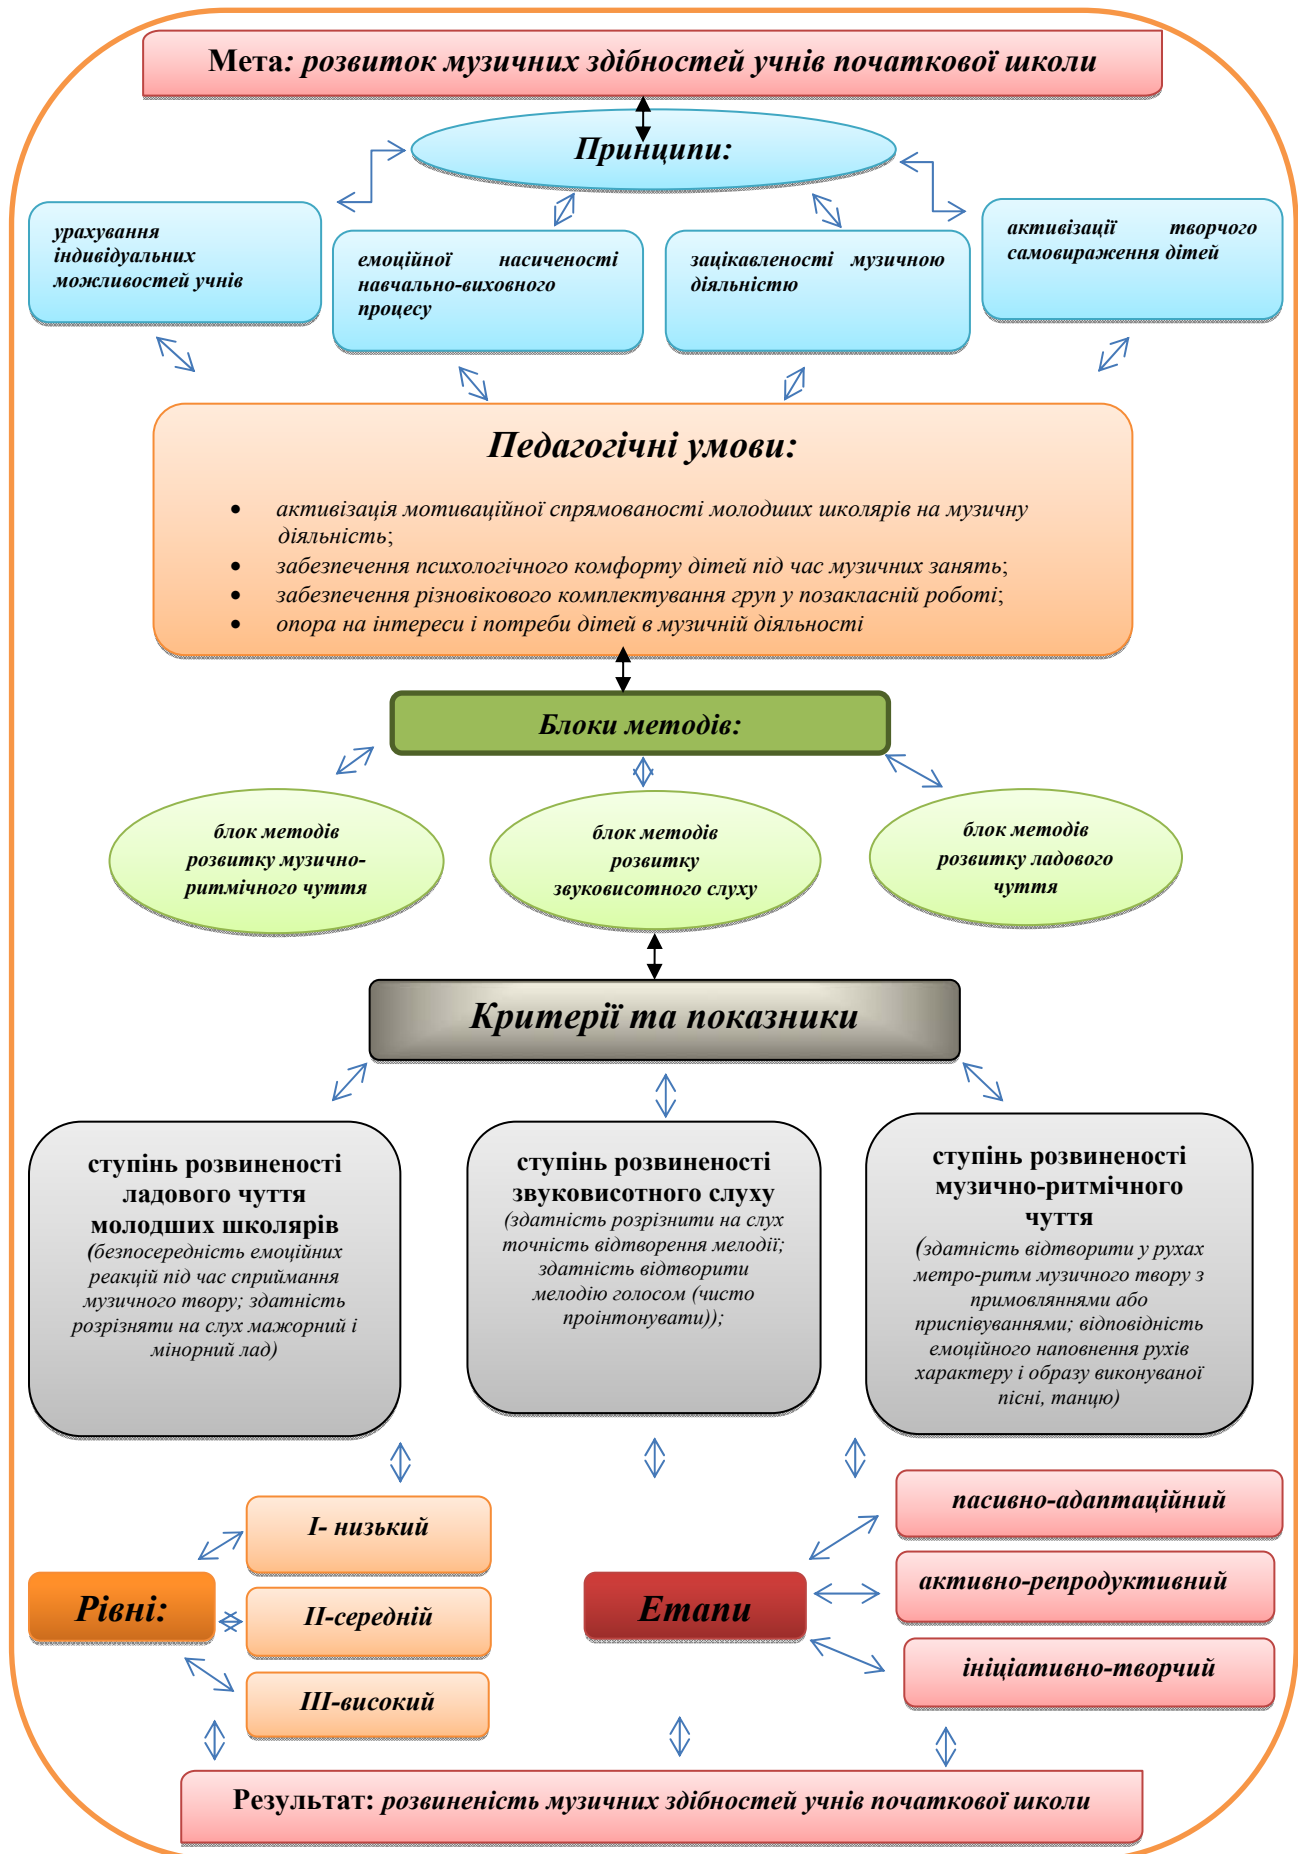 Мета: розвиток музичних здібностей учнів початкової школи
Принципи:
урахування
індивідуальних
можливостей учнів
емоційної насиченості
навчально-виховного
процесу
зацікавленості музичною
діяльністю
активізації творчого
самовираження дітей
Педагогічні умови:
• активізація мотиваційної спрямованості молодших школярів на музичну
діяльність;
• забезпечення психологічного комфорту дітей під час музичних занять;
• забезпечення різновікового комплектування груп у позакласній роботі;
• опора на інтереси і потреби дітей в музичній діяльності
Блоки методів:
блок методів
розвитку музично-
ритмічного чуття
блок методів
розвитку
звуковисотного слуху
блок методів
розвитку ладового
чуття
Критерії та показники
ступінь розвиненості
ладового чуття
молодших школярів
(безпосередність емоційних
реакцій під час сприймання
музичного твору; здатність
розрізняти на слух мажорний і
мінорний лад)
ступінь розвиненості
звуковисотного слуху
(здатність розрізнити на слух
точність відтворення мелодії;
здатність відтворити
мелодію голосом (чисто
проінтонувати));
ступінь розвиненості
музично-ритмічного
чуття
(здатність відтворити у рухах
метро-ритм музичного твору з
примовляннями або
приспівуваннями; відповідність
емоційного наповнення рухів
характеру і образу виконуваної
пісні, танцю)
Рівні:
I- низький
II-середній
III-високий
Етапи
пасивно-адаптаційний
активно-репродуктивний
ініціативно-творчий
Результат: розвиненість музичних здібностей учнів початкової школи